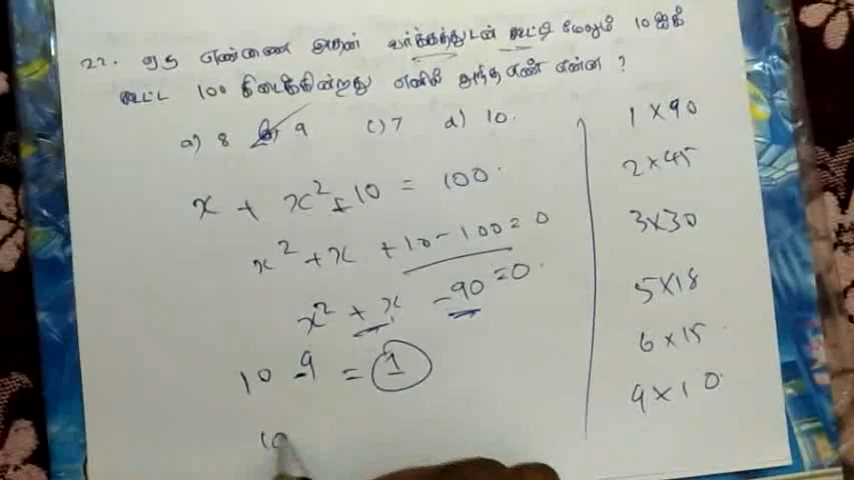 22. ஒரு எண்ணை அதன் வர்க்கத்துடன் கூட்டி மேலும் 10ஐக்
கூட்ட 100 கிடைக்கின்றது எனில் அந்த எண் என்ன ?
a) 8 b) 9 c) 7 d) 10.
x + x² + 10 = 100
x² + x + 10 - 100 = 0
x² + x - 90 = 0
10 - 9 = 1
10
1 x 90
2 x 45
3 x 30
5 x 18
6 x 15
9 x 10